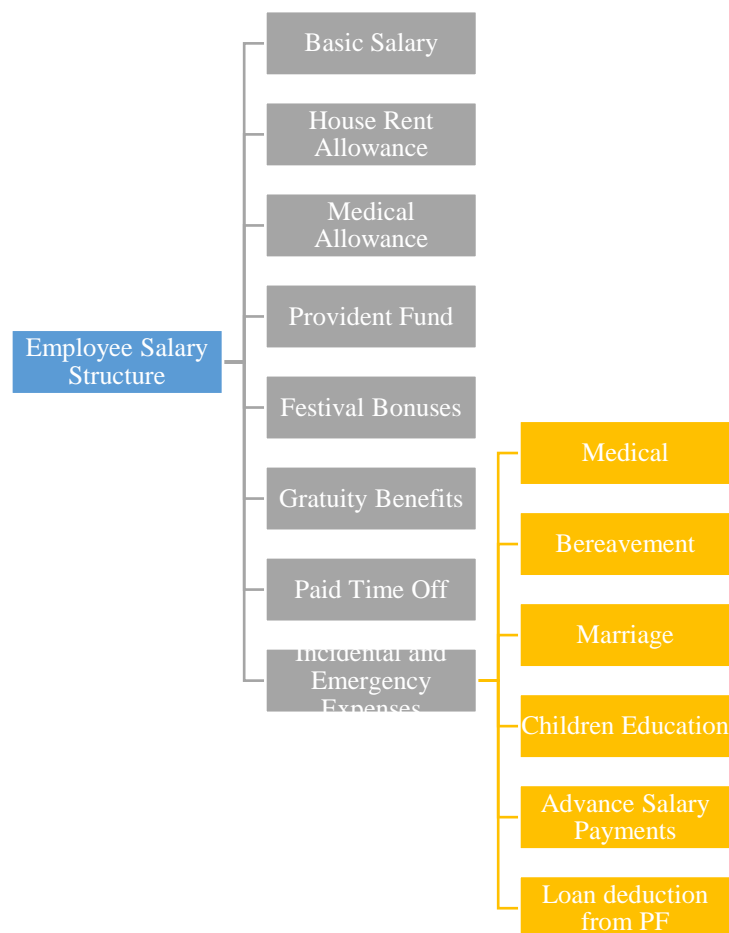 Basic Salary
House Rent
Allowance
Medical
Allowance
Provident Fund
Employee Salary
Structure
Festival Bonuses
Gratuity Benefits
Paid Time Off
Incidental and
Emergency
Expenses
Medical
Bereavement
Marriage
Children Education
Advance Salary
Payments
Loan deduction
from PF